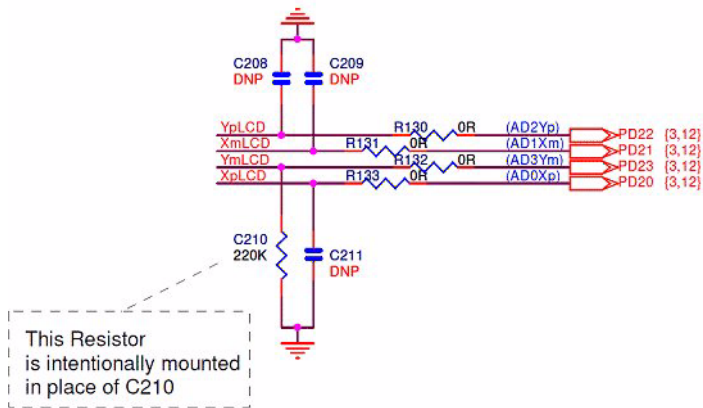 C208 C209
DNP DNP
YpLCD R130 0R (AD2Yp) PD22 {3,12}
XmLCD R131 0R (AD1Xm) PD21 {3,12}
YmLCD R132 0R (AD3Ym) PD23 {3,12}
XpLCD R133 0R (AD0Xp) PD20 {3,12}
C210
220K
C211
DNP
This Resistor
is intentionally mounted
in place of C210